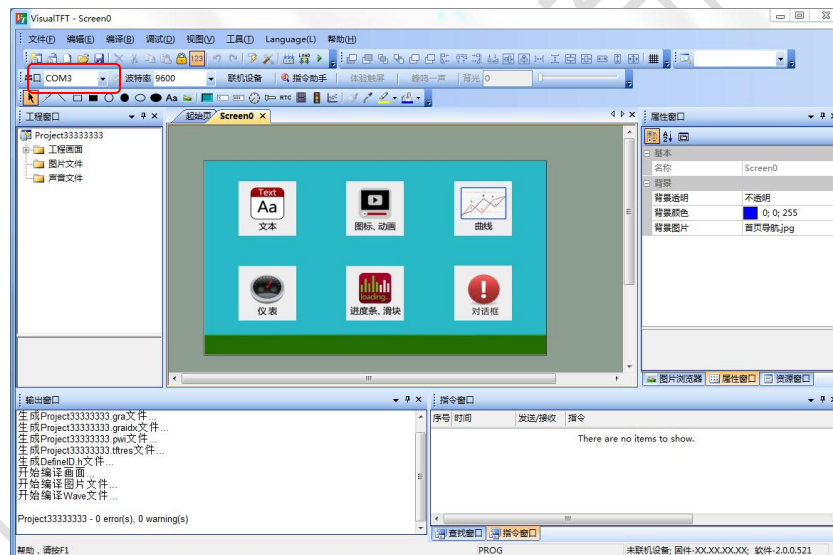 VisualTFT - Screen0
文件(F) 编辑(E) 编译(B) 调试(D) 视图(V) 工具(T) Language(L) 帮助(H)
123
串口 COM3 波特率 9600 联机设备 指令助手 体验触屏 蜂鸣一声 背光 0
Aa RTC
工程窗口
Project33333333
工程画面
图片文件
声音文件
起始页 Screen0
Text
Aa
文本 图标、动画 曲线
loading..
仪表 进度条、滑块 对话框
属性窗口
基本
名称 Screen0
背景
背景透明 不透明
背景颜色 0; 0; 255
背景图片 首页导航.jpg
图片浏览器 属性窗口 资源窗口
输出窗口
生成Project33333333.gra文件...
生成Project33333333.graidx文件...
生成Project33333333.pwi文件...
生成Project33333333.tftres文件...
生成DefineID.h文件...
开始编译画面...
开始编译图片文件...
开始编译Wave文件...
Project33333333 - 0 error(s), 0 warning(s)
指令窗口
序号 时间 发送/接收 指令
There are no items to show.
查找窗口 指令窗口
帮助，请按F1 PROG 未联机设备; 固件-XX.XX.XX.XX; 软件-2.0.0.521